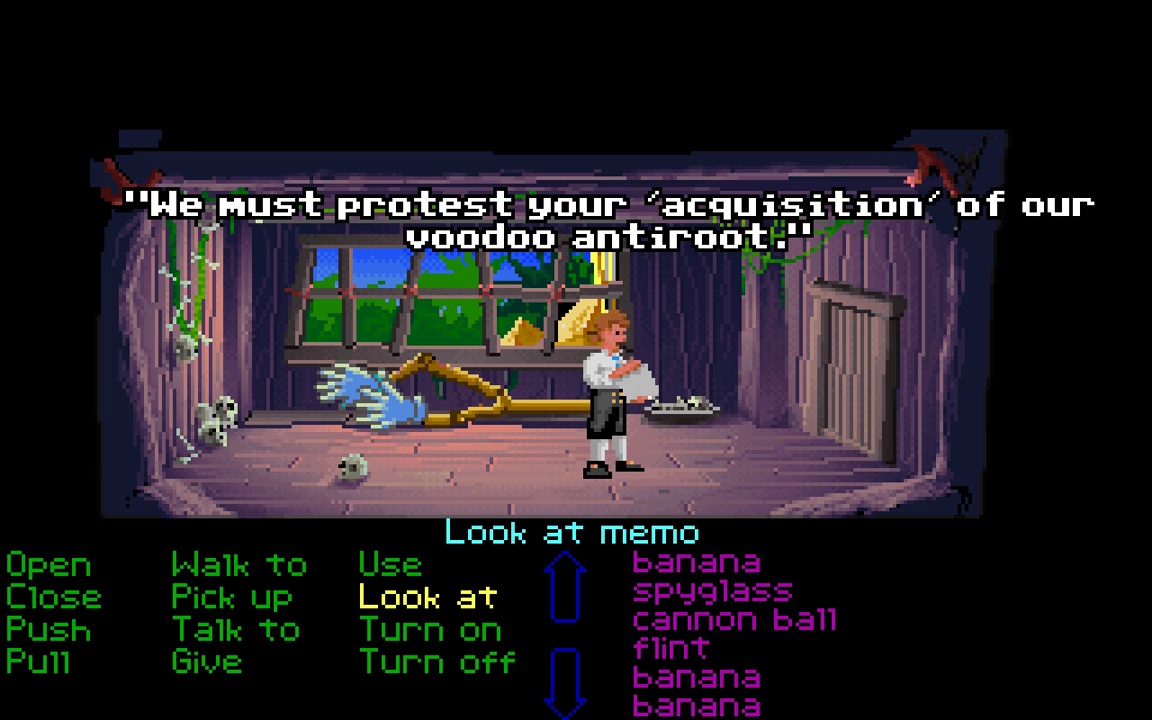 "We must protest your 'acquisition' of our
voodoo antiroot."
Look at memo
Open Walk to Use
Close Pick up Look at
Push Talk to Turn on
Pull Give Turn off
banana
spyglass
cannon ball
flint
banana
banana